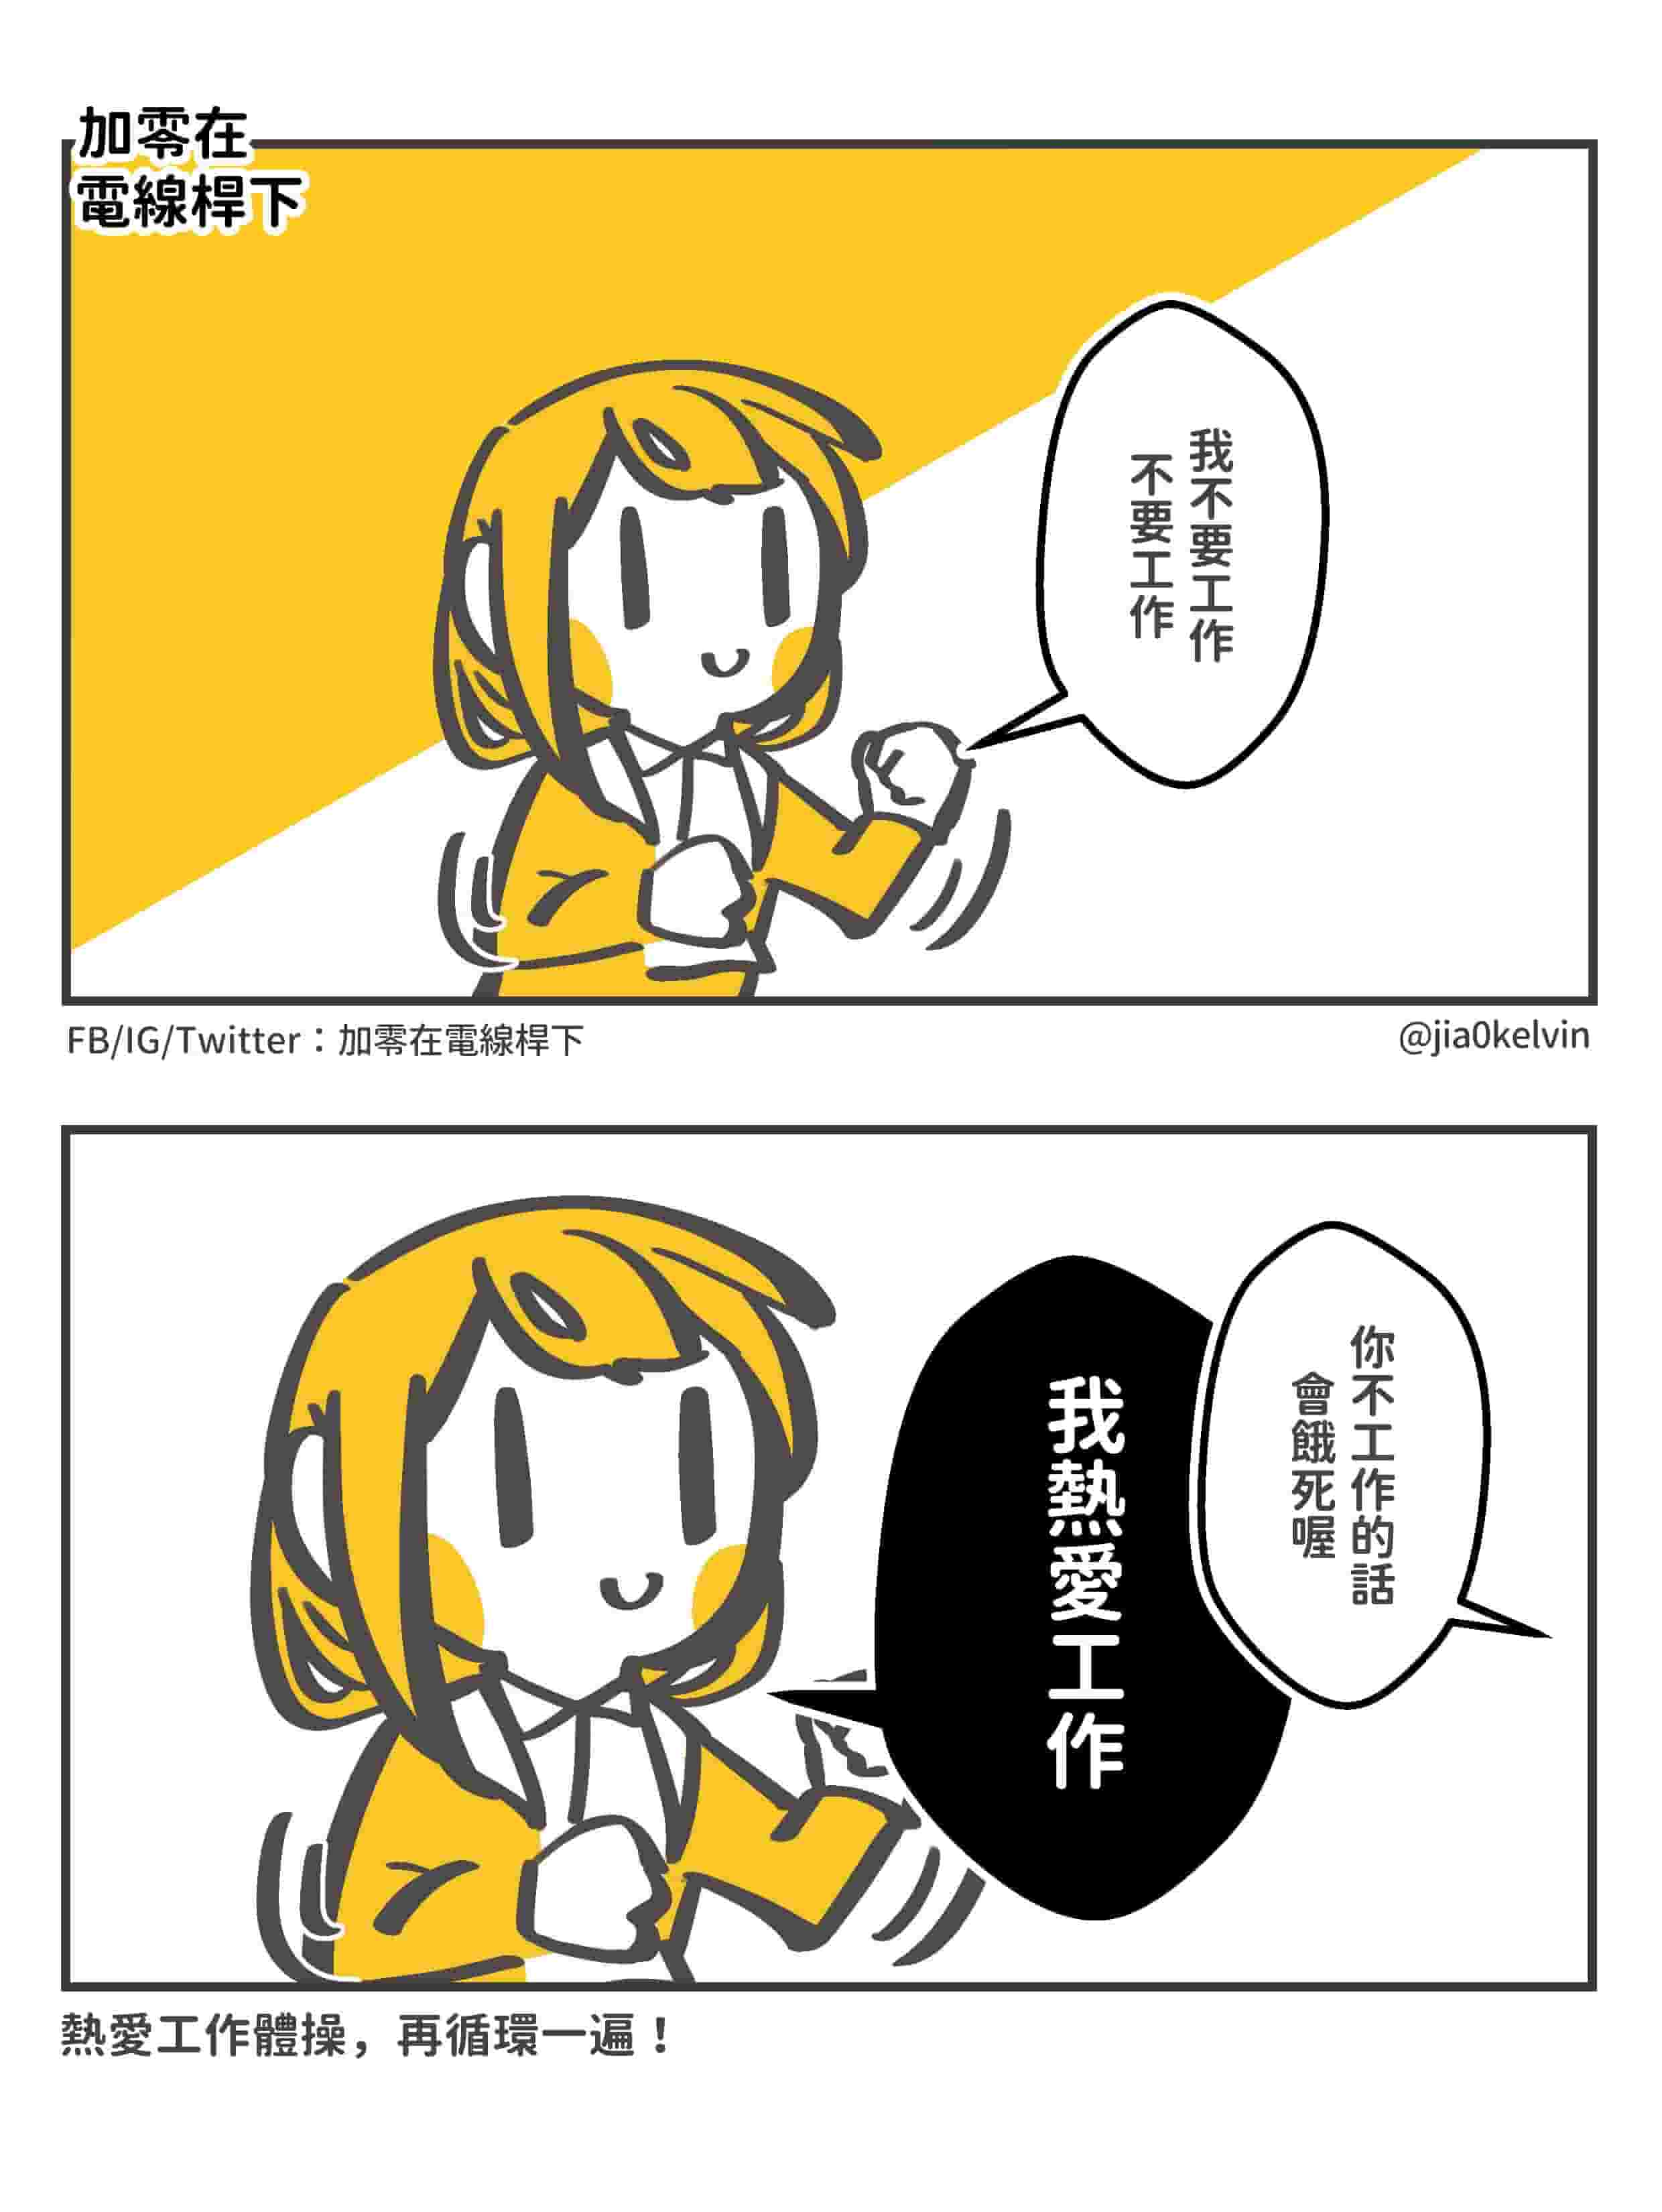 加零在
電線桿下
我不要工作
不要工作
FB/IG/Twitter：加零在電線桿下
@jia0kelvin
你不工作的話
會餓死喔
我熱愛工作
熱愛工作體操，再循環一遍！